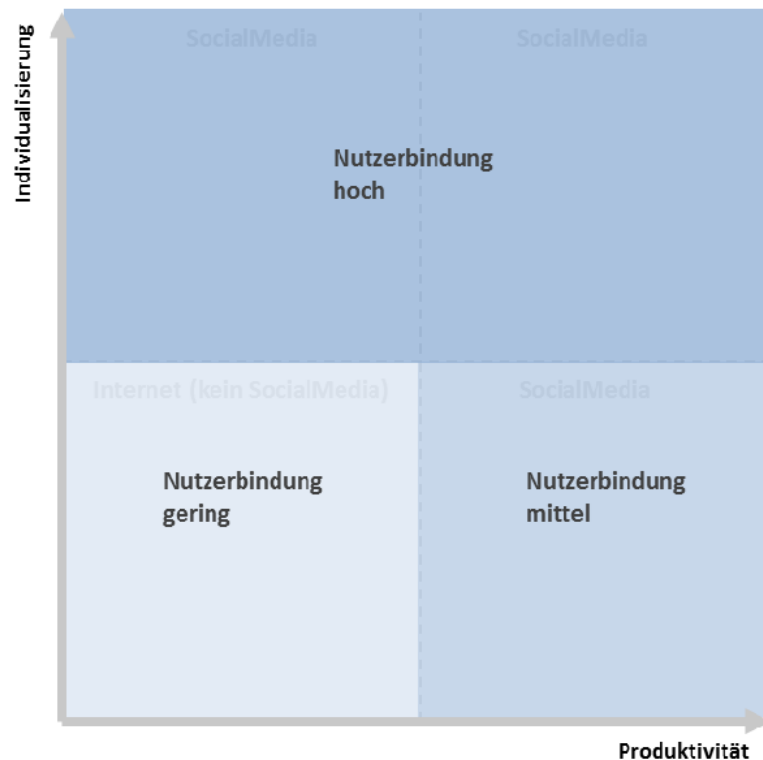 SocialMedia
SocialMedia
Individualisierung
Nutzerbindung
hoch
Internet (kein SocialMedia)
SocialMedia
Nutzerbindung
gering
Nutzerbindung
mittel
Produktivität